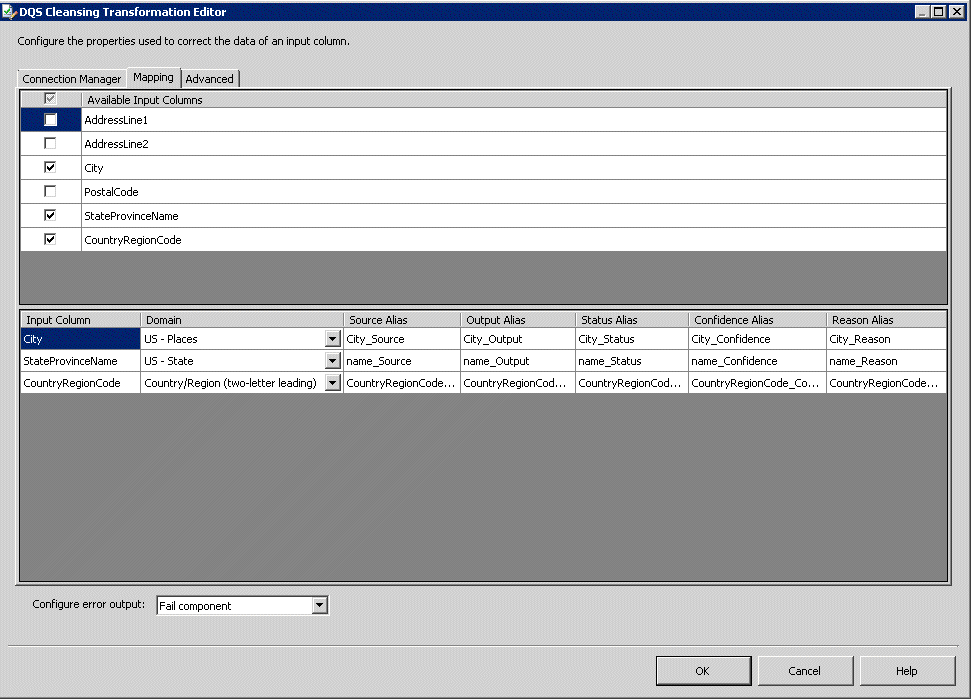 DQS Cleansing Transformation Editor
Configure the properties used to correct the data of an input column.
Connection Manager Mapping Advanced
Available Input Columns
AddressLine1
AddressLine2
City
PostalCode
StateProvinceName
CountryRegionCode
Input Column Domain Source Alias Output Alias Status Alias Confidence Alias Reason Alias
City US - Places City_Source City_Output City_Status City_Confidence City_Reason
StateProvinceName US - State name_Source name_Output name_Status name_Confidence name_Reason
CountryRegionCode Country/Region (two-letter leading) CountryRegionCode... CountryRegionCod... CountryRegionCod... CountryRegionCode_Co... CountryRegionCode...
Configure error output: Fail component
OK Cancel Help